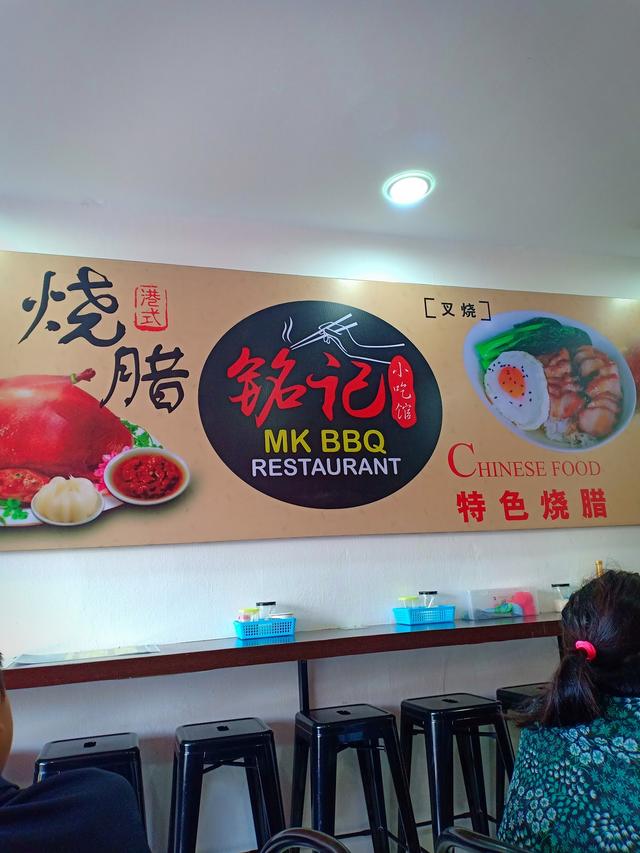 烧腊
港式
铭记
小吃馆
MK BBQ
RESTAURANT
[叉烧]
CHINESE FOOD
特色烧腊